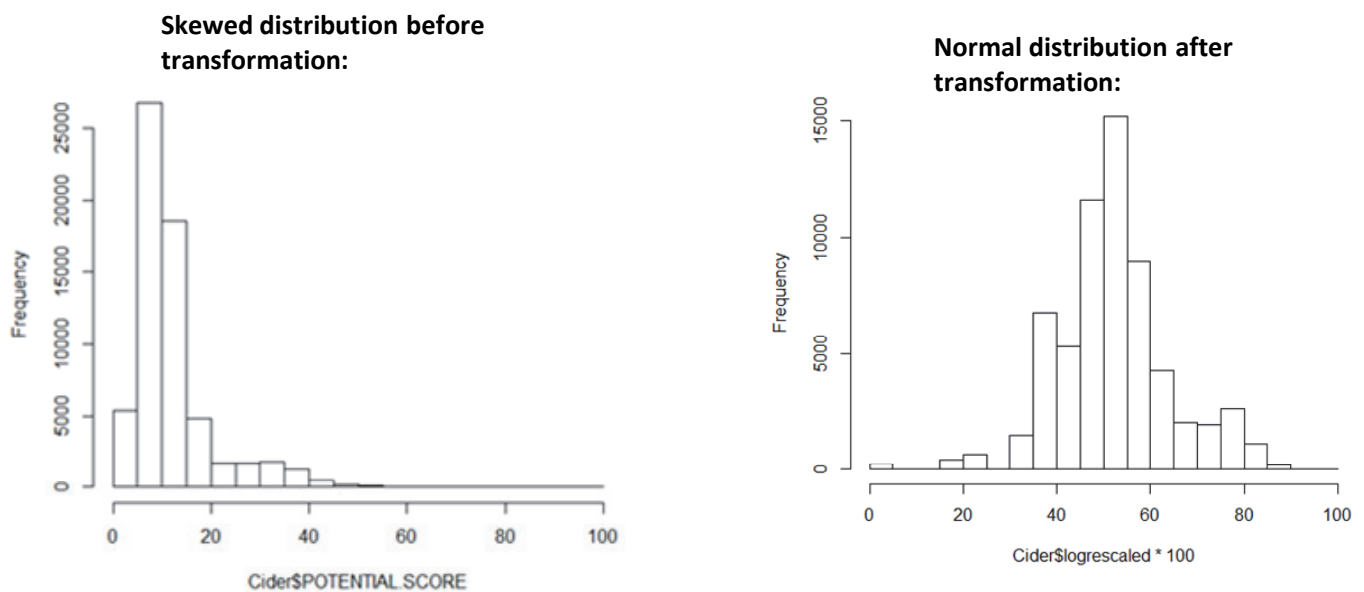 Skewed distribution before
transformation:
Frequency
25000
20000
15000
10000
5000
0
0 20 40 60 80 100
Cider$POTENTIAL.SCORE
Normal distribution after
transformation:
Frequency
15000
10000
5000
0
0 20 40 60 80 100
Cider$logrescaled * 100